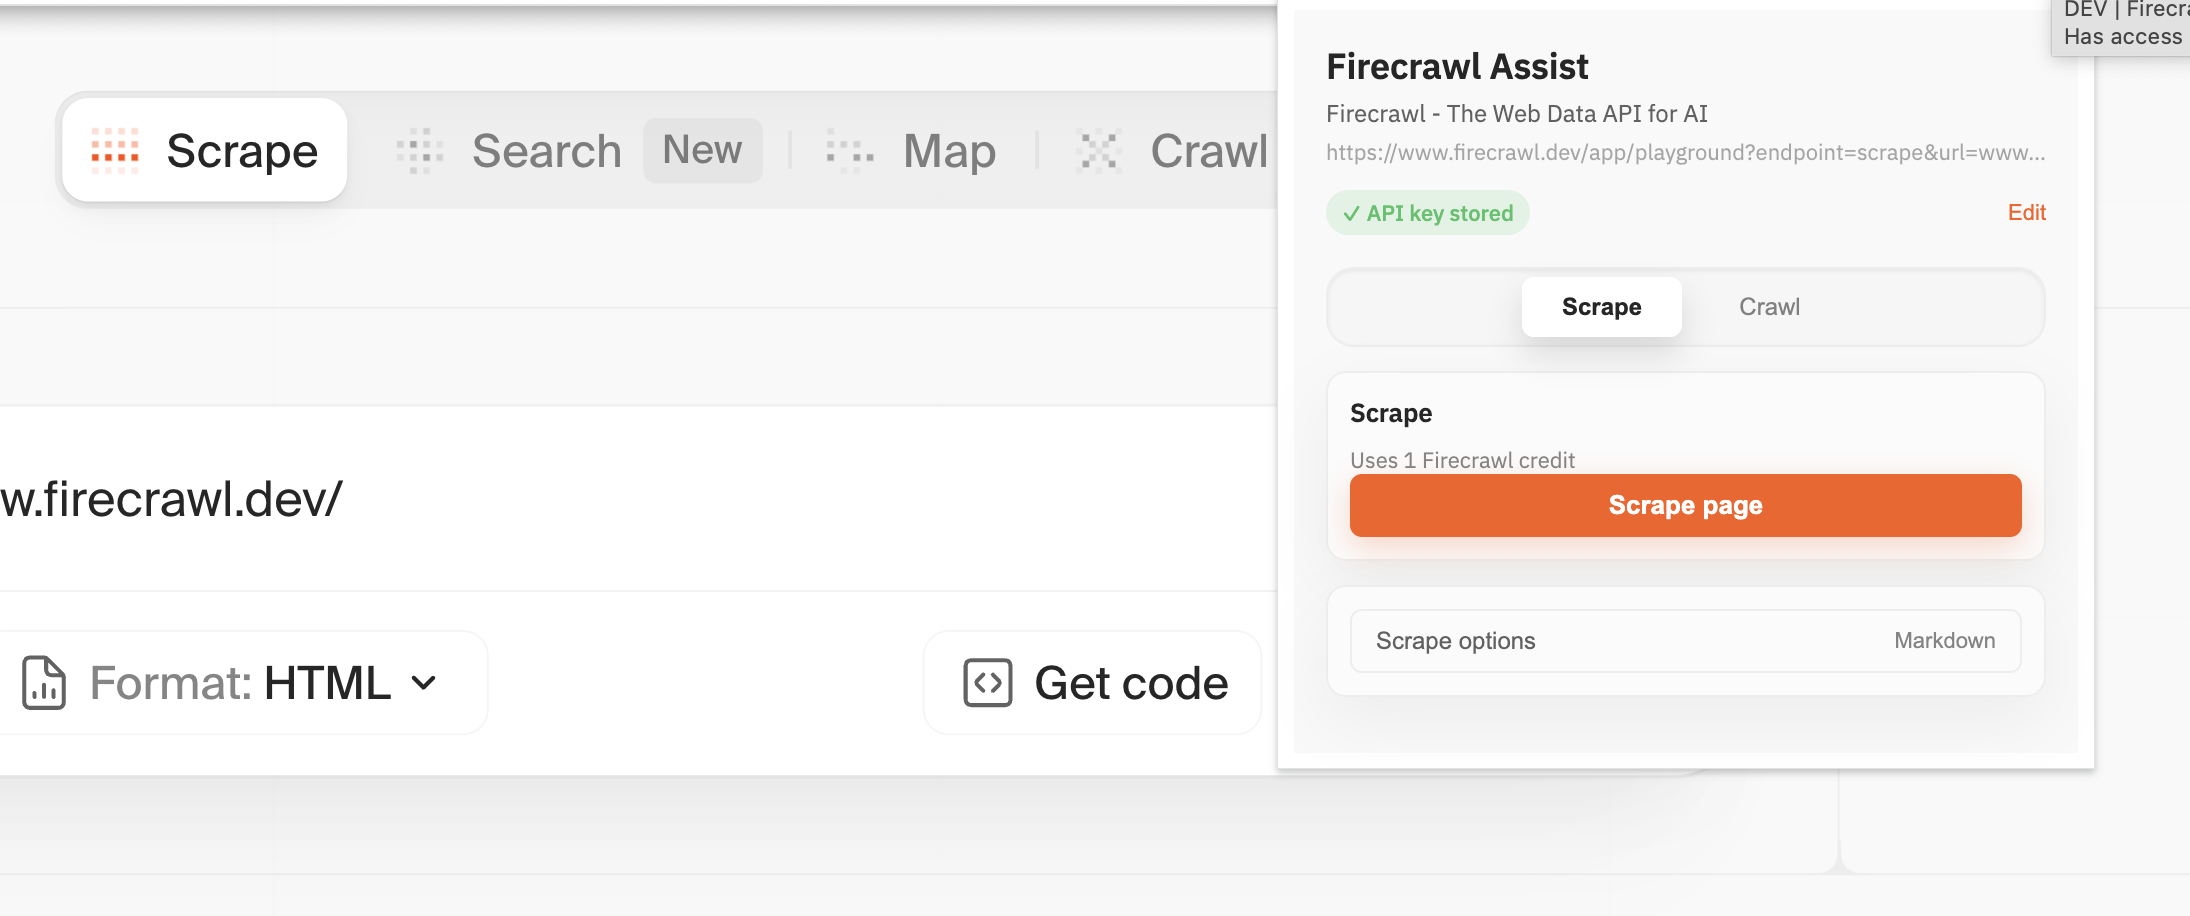 Scrape
Search New
Map
Crawl
w.firecrawl.dev/
Format: HTML
Get code
DEV | Firecra
Has access
Firecrawl Assist
Firecrawl - The Web Data API for AI
https://www.firecrawl.dev/app/playground?endpoint=scrape&url=www...
✓ API key stored
Edit
Scrape
Crawl
Scrape
Uses 1 Firecrawl credit
Scrape page
Scrape options
Markdown